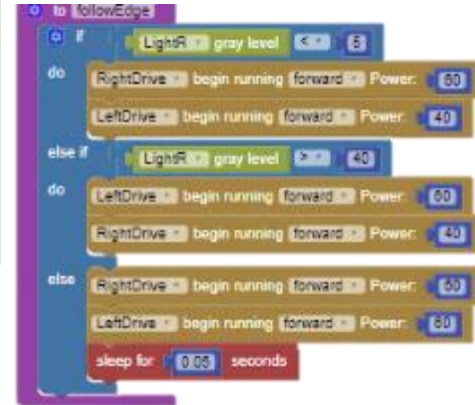 to followEdge
if LightR gray level < 5
do RightDrive begin running forward Power: 60
LeftDrive begin running forward Power: 40
else if LightR gray level > 40
do LeftDrive begin running forward Power: 60
RightDrive begin running forward Power: 40
else RightDrive begin running forward Power: 60
LeftDrive begin running forward Power: 60
sleep for 0.05 seconds